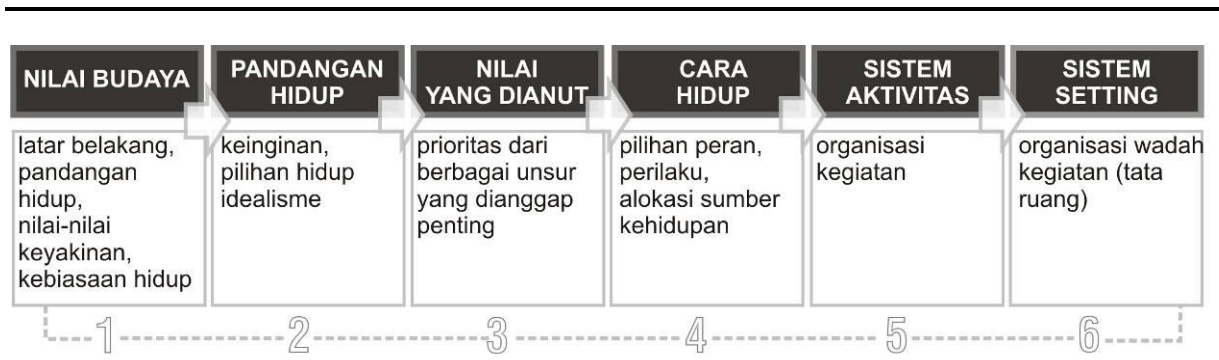 NILAI BUDAYA
latar belakang,
pandangan
hidup,
nilai-nilai
keyakinan,
kebiasaan hidup
1
PANDANGAN
HIDUP
keinginan,
pilihan hidup
idealisme
2
NILAI
YANG DIANUT
prioritas dari
berbagai unsur
yang dianggap
penting
3
CARA
HIDUP
pilihan peran,
perilaku,
alokasi sumber
kehidupan
4
SISTEM
AKTIVITAS
organisasi
kegiatan
5
SISTEM
SETTING
organisasi wadah
kegiatan (tata
ruang)
6